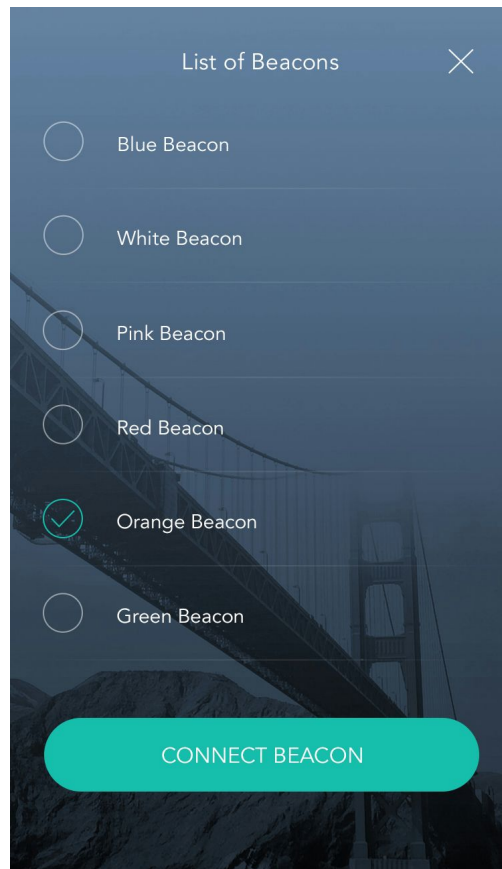 List of Beacons
Blue Beacon
White Beacon
Pink Beacon
Red Beacon
Orange Beacon
Green Beacon
CONNECT BEACON